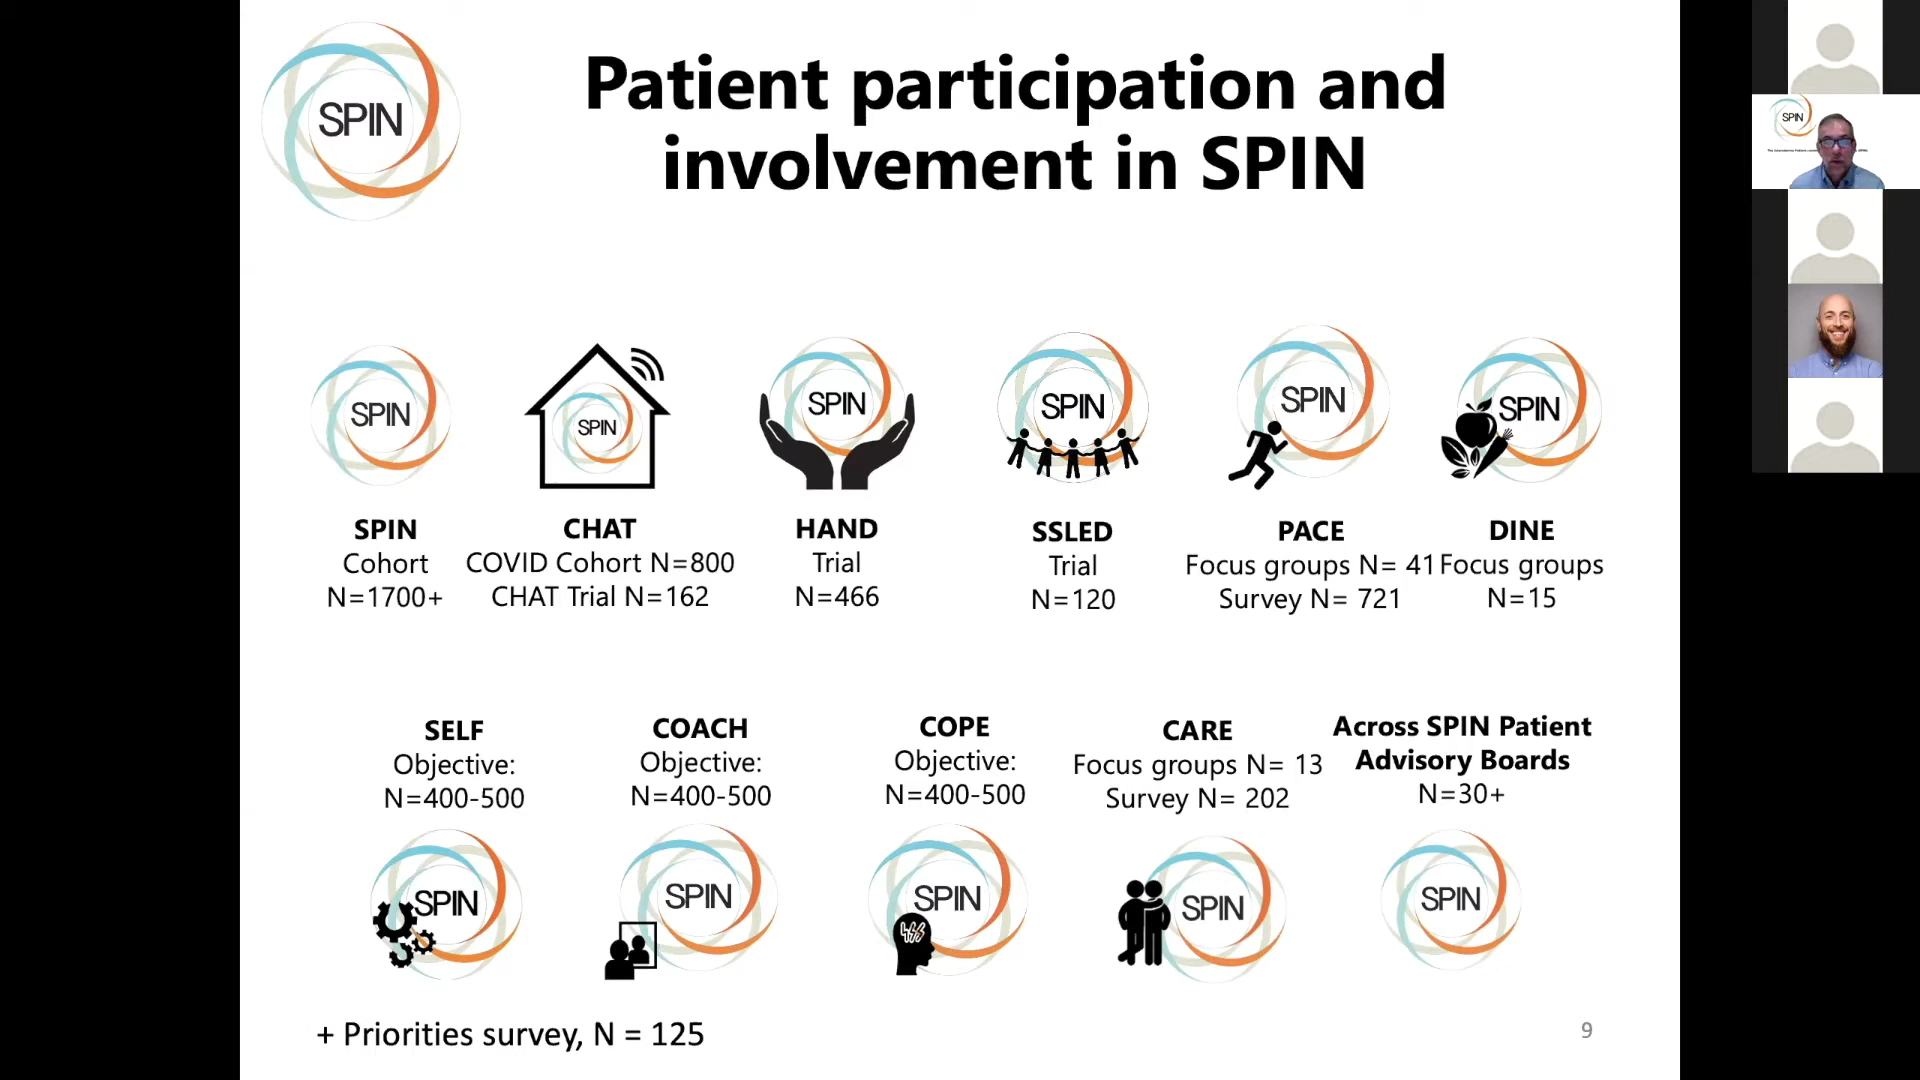 SPIN
Patient participation and
involvement in SPIN
SPIN
SPIN
SPIN
SPIN
SPIN
SPIN
SPIN
SPIN
Cohort
N=1700+
CHAT
COVID Cohort N=800
CHAT Trial N=162
HAND
Trial
N=466
SSLED
Trial
N=120
PACE
Focus groups N= 41
Survey N= 721
DINE
Focus groups
N=15
SELF
Objective:
N=400-500
COACH
Objective:
N=400-500
COPE
Objective:
N=400-500
CARE
Focus groups N= 13
Survey N= 202
Across SPIN Patient
Advisory Boards
N=30+
SPIN
SPIN
SPIN
SPIN
SPIN
+ Priorities survey, N = 125
9